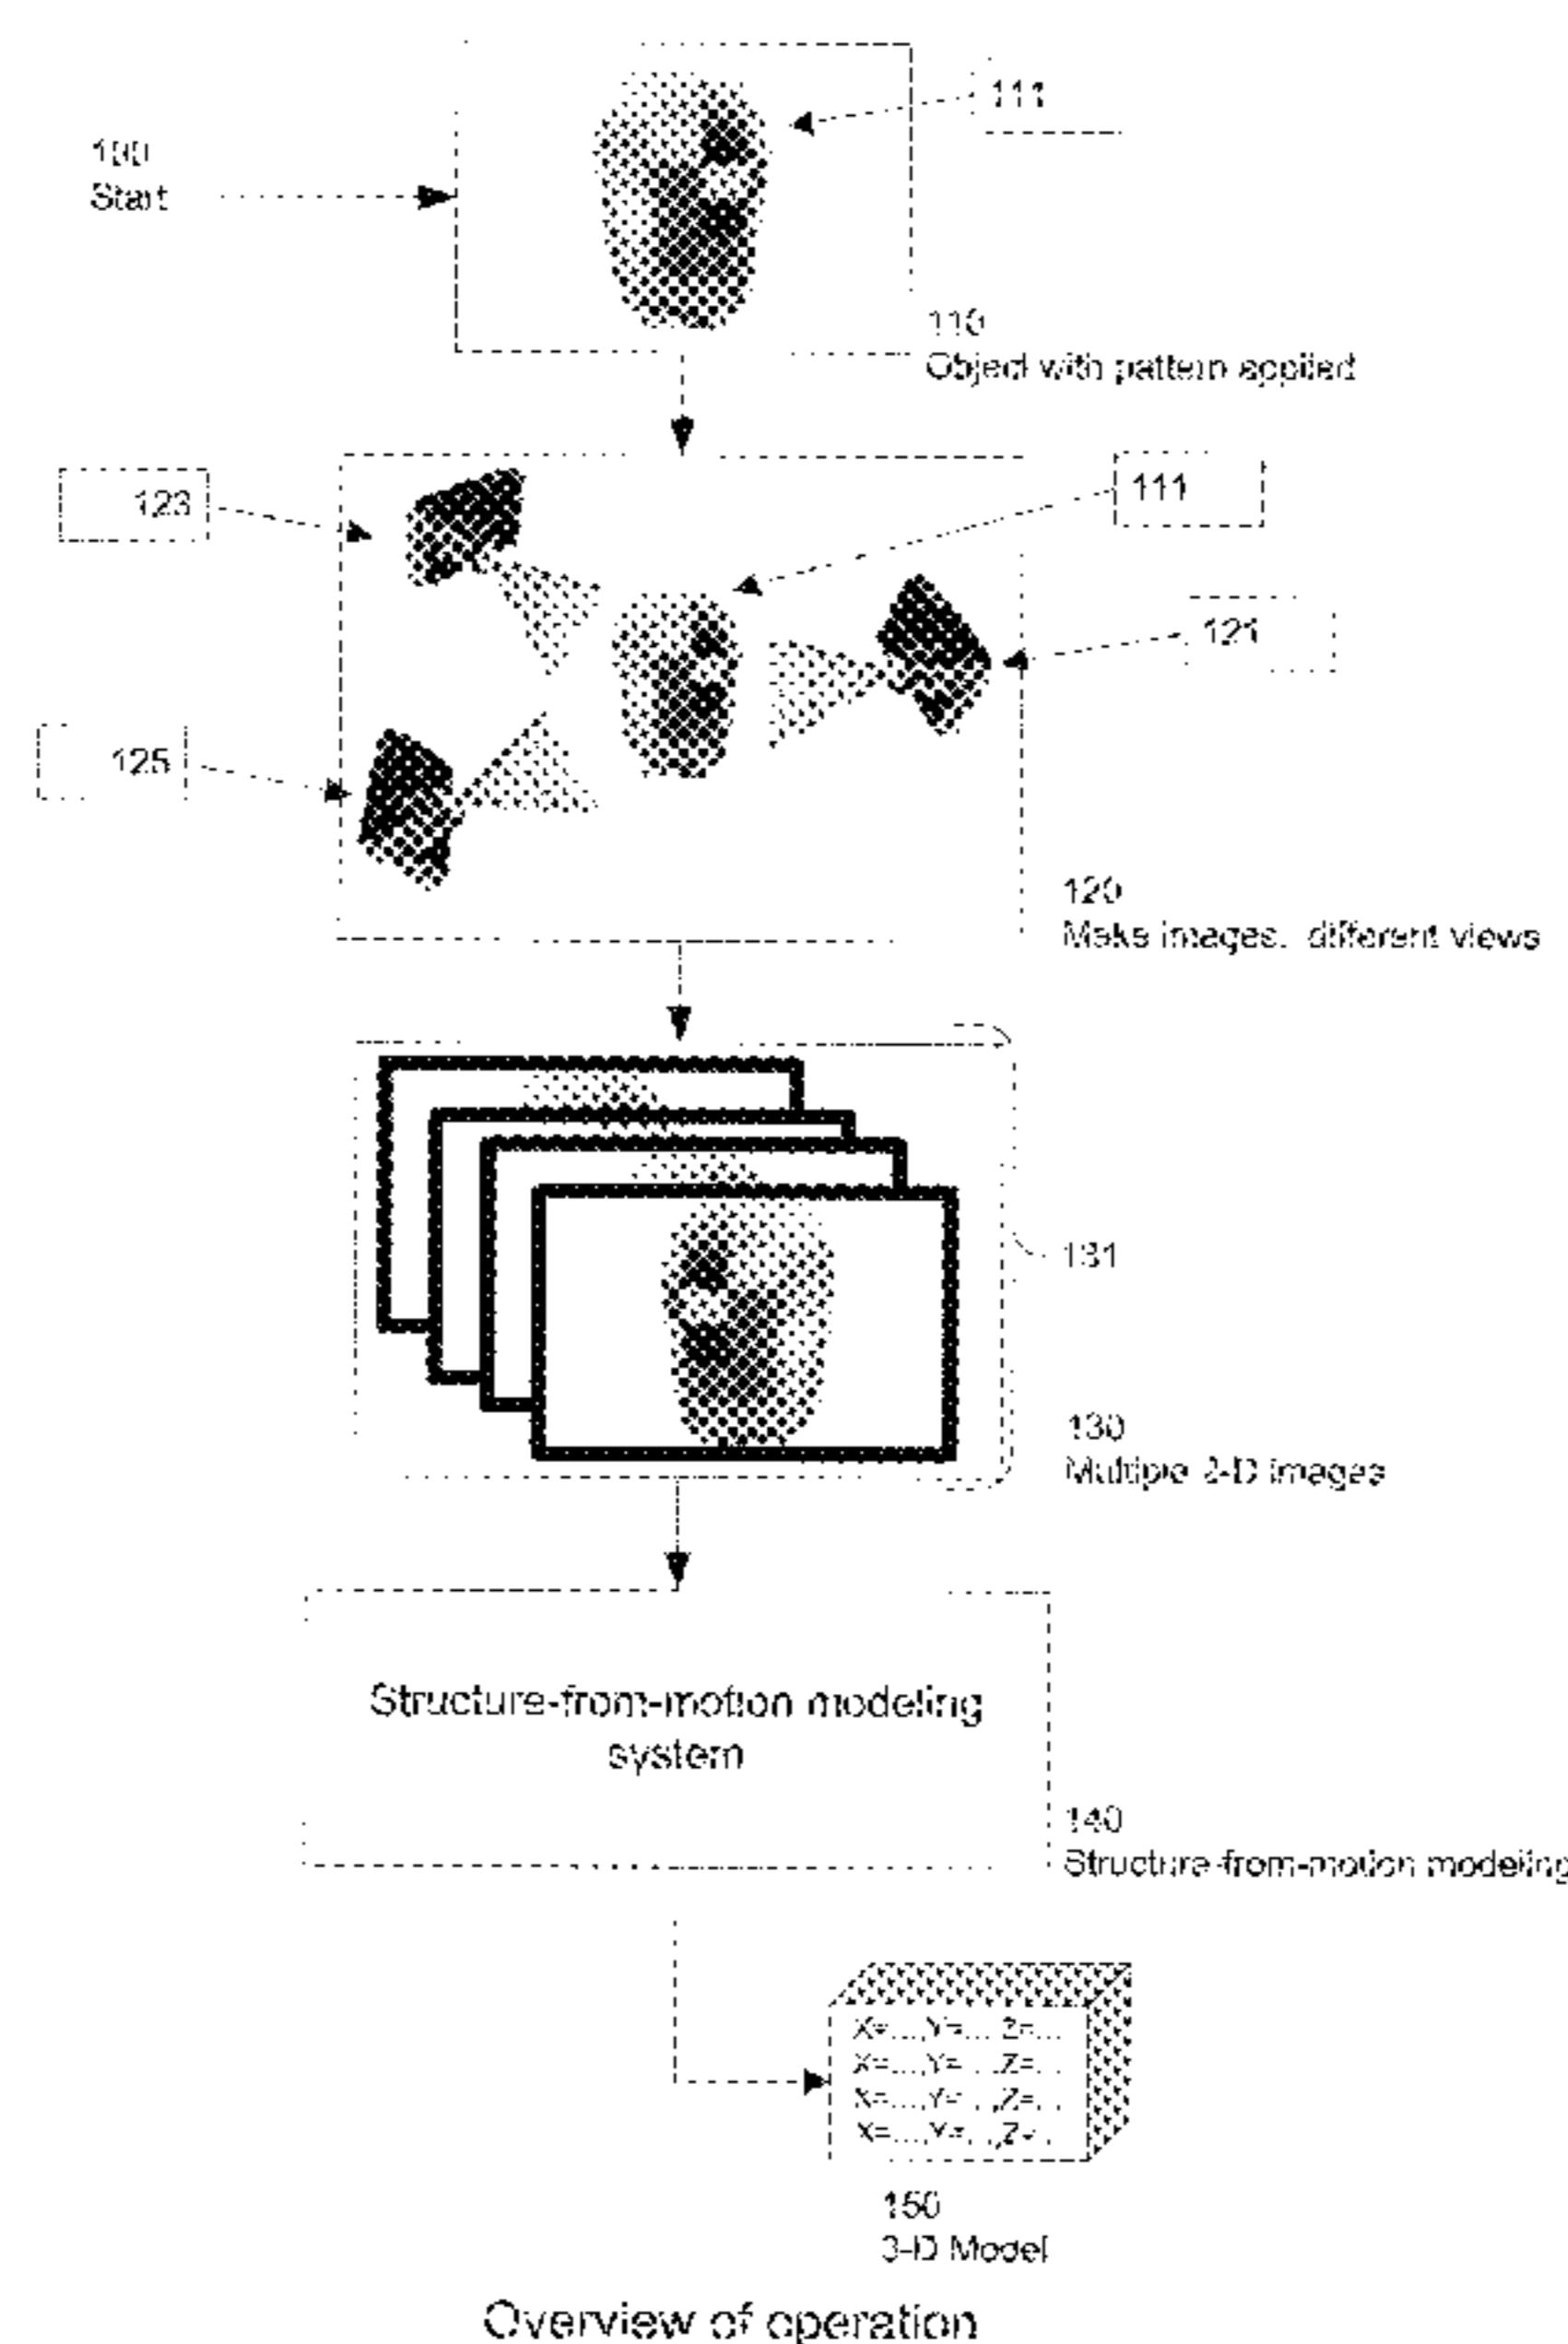 100
Start
111
110
Object with pattern applied
123
111
121
125
120
Make images, different views
131
130
Multiple 2-D images
Structure-from-motion modeling
system
140
Structure-from-motion modeling
X=...,Y=...,Z=...
X=...,Y=...,Z=...
X=...,Y=...,Z=...
X=...,Y=...,Z=...
150
3-D Model
Overview of operation